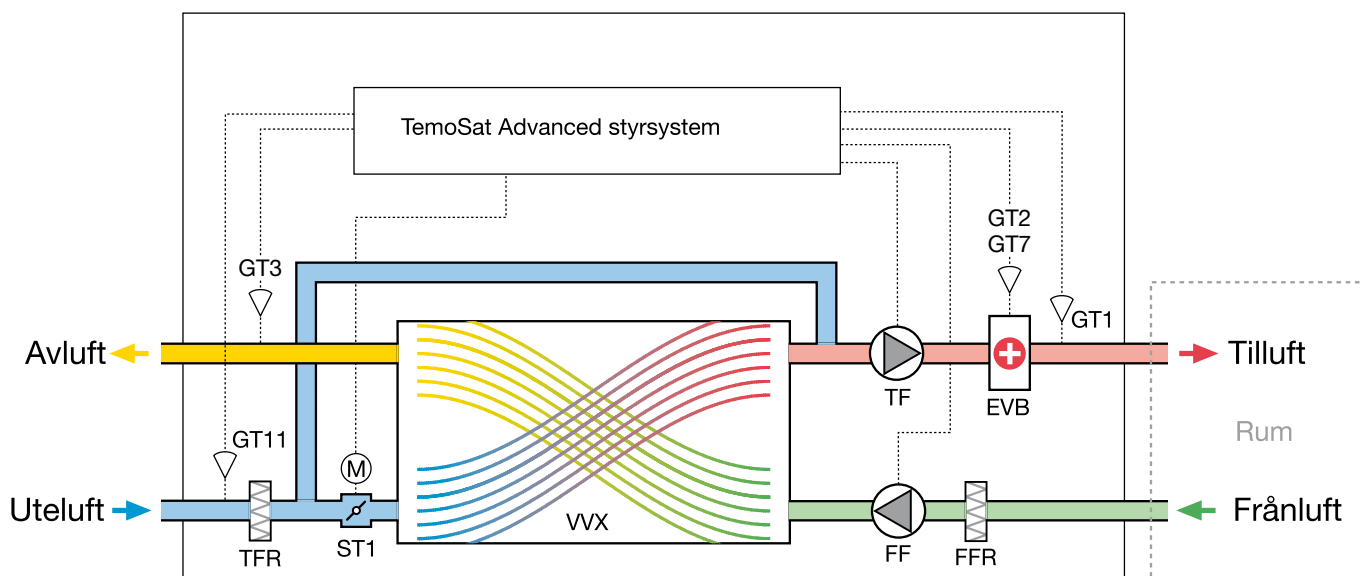 TemoSat Advanced styrsystem
GT2
GT7
GT3
GT1
Avluft
Tilluft
TF
EVB
Rum
GT11
M
Uteluft
Frånluft
VVX
TFR
ST1
FF
FFR